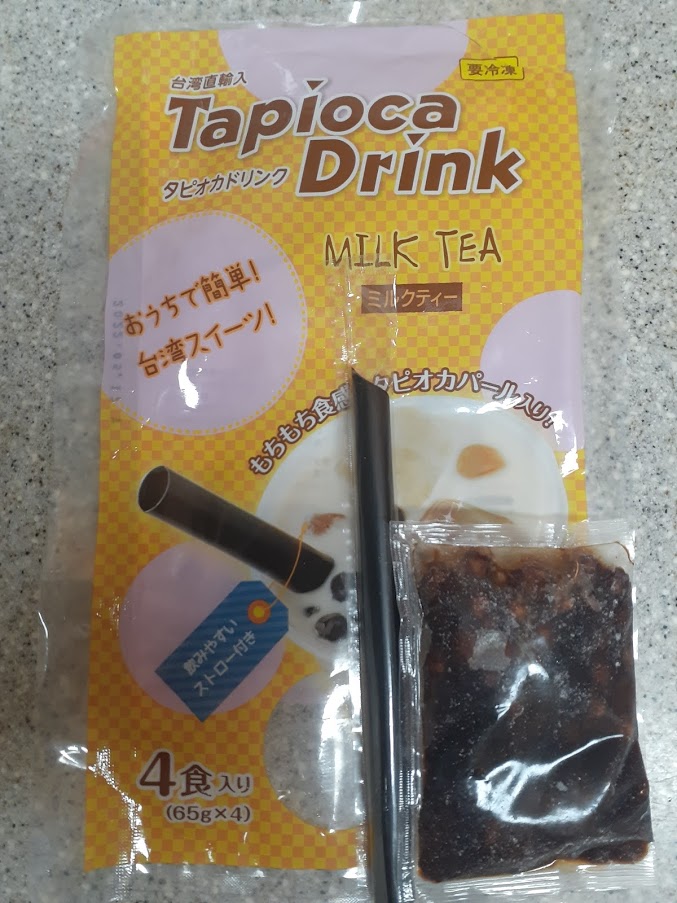 台湾直輸入
要冷凍
Tapioca
Drink
タピオカドリンク
MILK TEA
ミルクティー
おうちで簡単!
台湾スイーツ!
もちもち食感 タピオカパール入り!
飲みやすい
ストロー付き
4食入り
(65g×4)